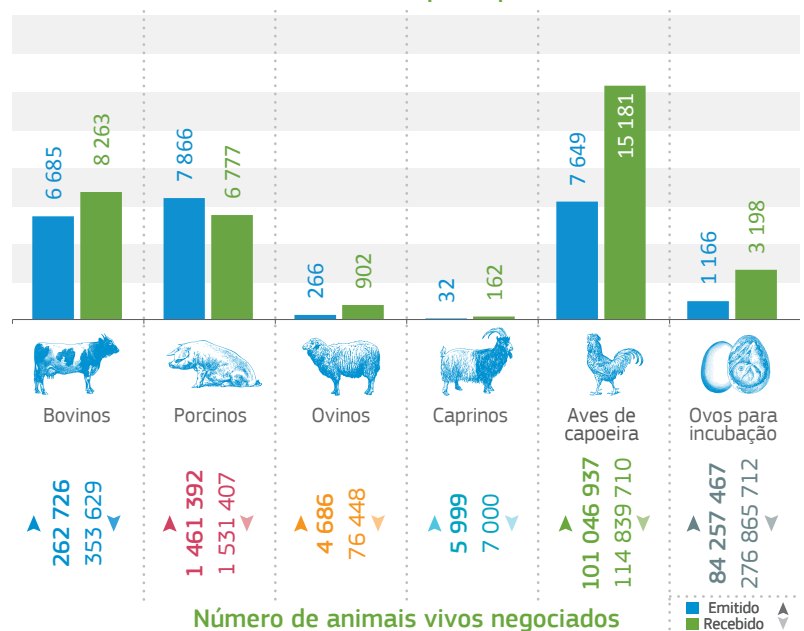 6 685
8 263
7 866
6 777
266
902
32
162
7 649
15 181
1 166
3 198
Bovinos
Porcinos
Ovinos
Caprinos
Aves de
capoeira
Ovos para
incubação
262 726
353 629
1 461 392
1 531 407
4 686
76 448
5 999
7 000
101 046 937
114 839 710
84 257 467
276 865 712
Número de animais vivos negociados
Emitido
Recebido